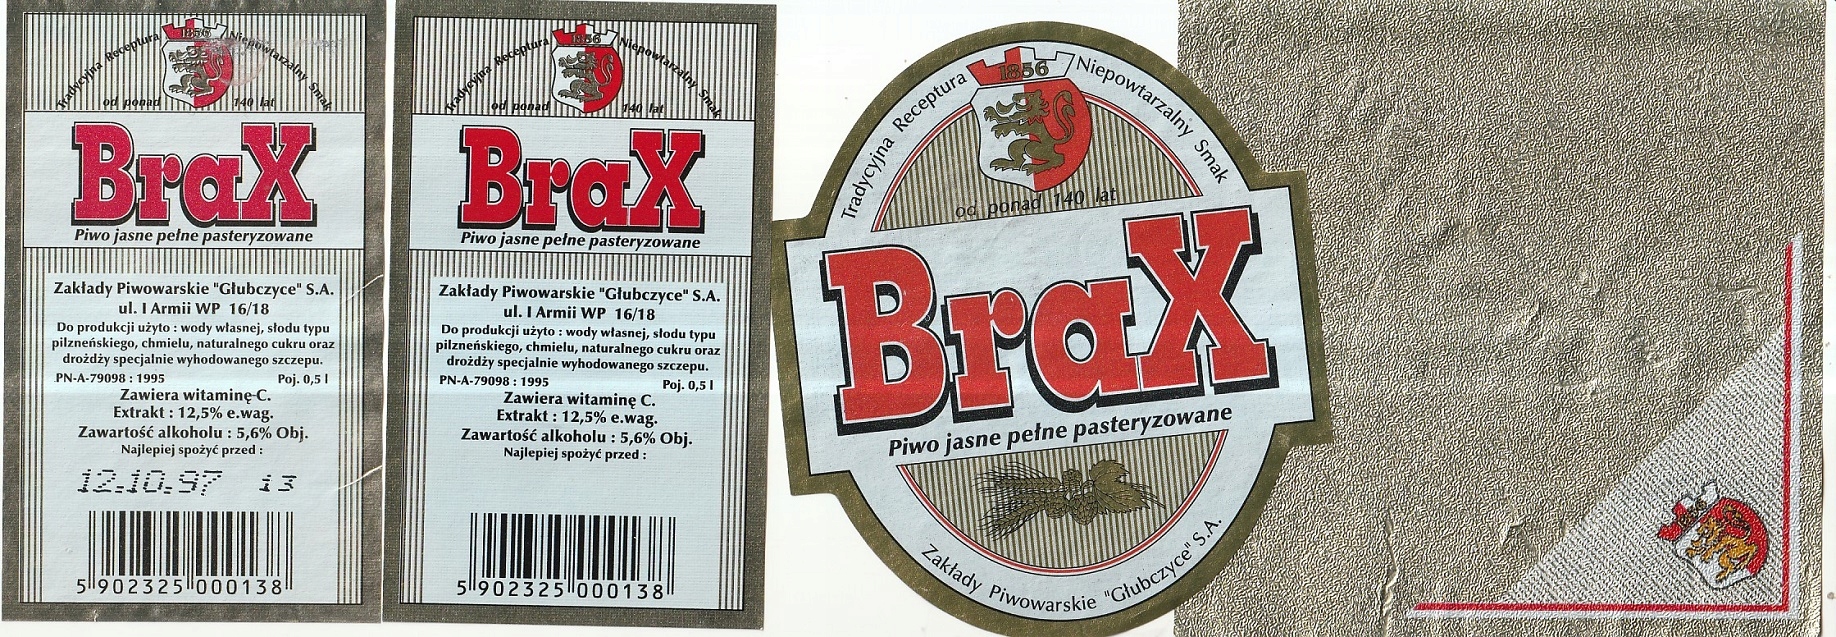 1856
Tradycyjna Receptura Niepowtarzalny Smak
od ponad 140 lat
BraX
Piwo jasne pełne pasteryzowane
Zakłady Piwowarskie "Głubczyce" S.A.
ul. I Armii WP 16/18
Do produkcji użyto : wody własnej, słodu typu
pilzneńskiego, chmielu, naturalnego cukru oraz
drożdży specjalnie wyhodowanego szczepu.
PN-A-79098 : 1995 Poj. 0,5 l
Zawiera witaminę C.
Extrakt : 12,5% e.wag.
Zawartość alkoholu : 5,6% Obj.
Najlepiej spożyć przed :
12.10.97 i3
5 902325 000138
1856
Tradycyjna Receptura Niepowtarzalny Smak
od ponad 140 lat
BraX
Piwo jasne pełne pasteryzowane
Zakłady Piwowarskie "Głubczyce" S.A.
ul. I Armii WP 16/18
Do produkcji użyto : wody własnej, słodu typu
pilzneńskiego, chmielu, naturalnego cukru oraz
drożdży specjalnie wyhodowanego szczepu.
PN-A-79098 : 1995 Poj. 0,5 l
Zawiera witaminę C.
Extrakt : 12,5% e.wag.
Zawartość alkoholu : 5,6% Obj.
Najlepiej spożyć przed :
5 902325 000138
1856
Tradycyjna Receptura Niepowtarzalny Smak
od ponad 140 lat
BraX
Piwo jasne pełne pasteryzowane
Zakłady Piwowarskie "Głubczyce" S.A.
1856